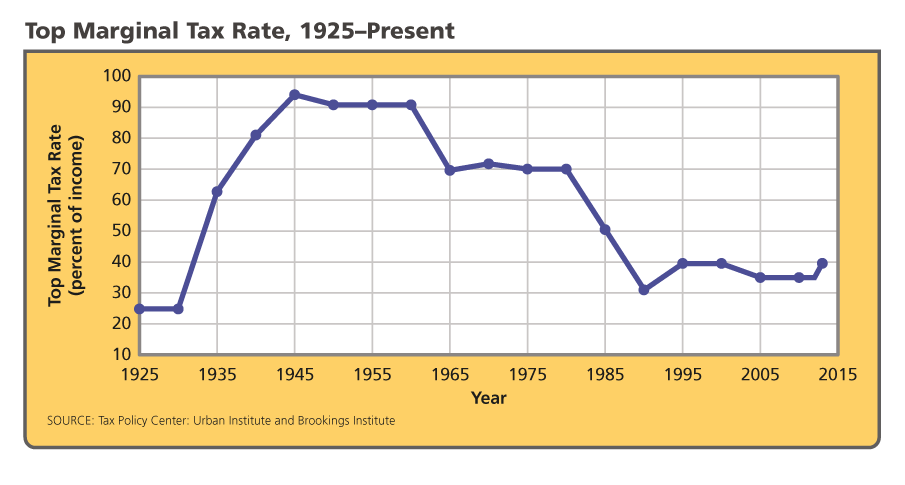 Top Marginal Tax Rate, 1925–Present
Top Marginal Tax Rate
(percent of income)
100
90
80
70
60
50
40
30
20
10
1925 1935 1945 1955 1965 1975 1985 1995 2005 2015
Year
SOURCE: Tax Policy Center: Urban Institute and Brookings Institute